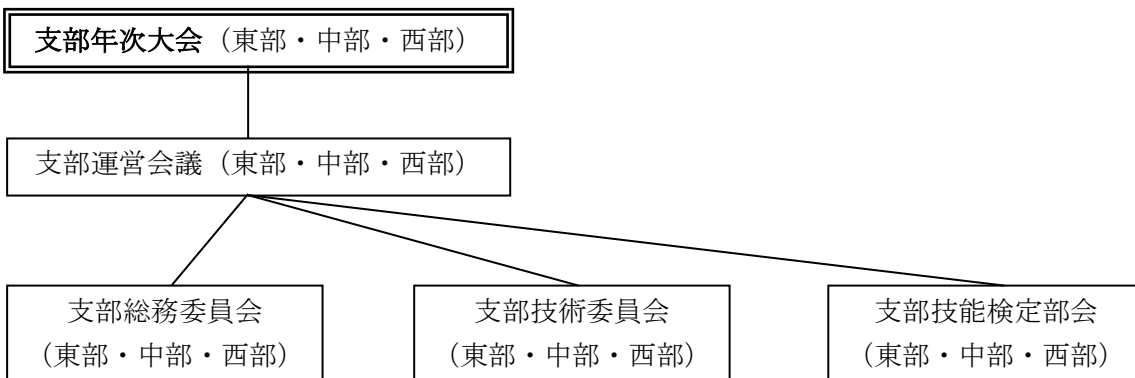 支部年次大会（東部・中部・西部）
支部運営会議（東部・中部・西部）
支部総務委員会
（東部・中部・西部）
支部技術委員会
（東部・中部・西部）
支部技能検定部会
（東部・中部・西部）